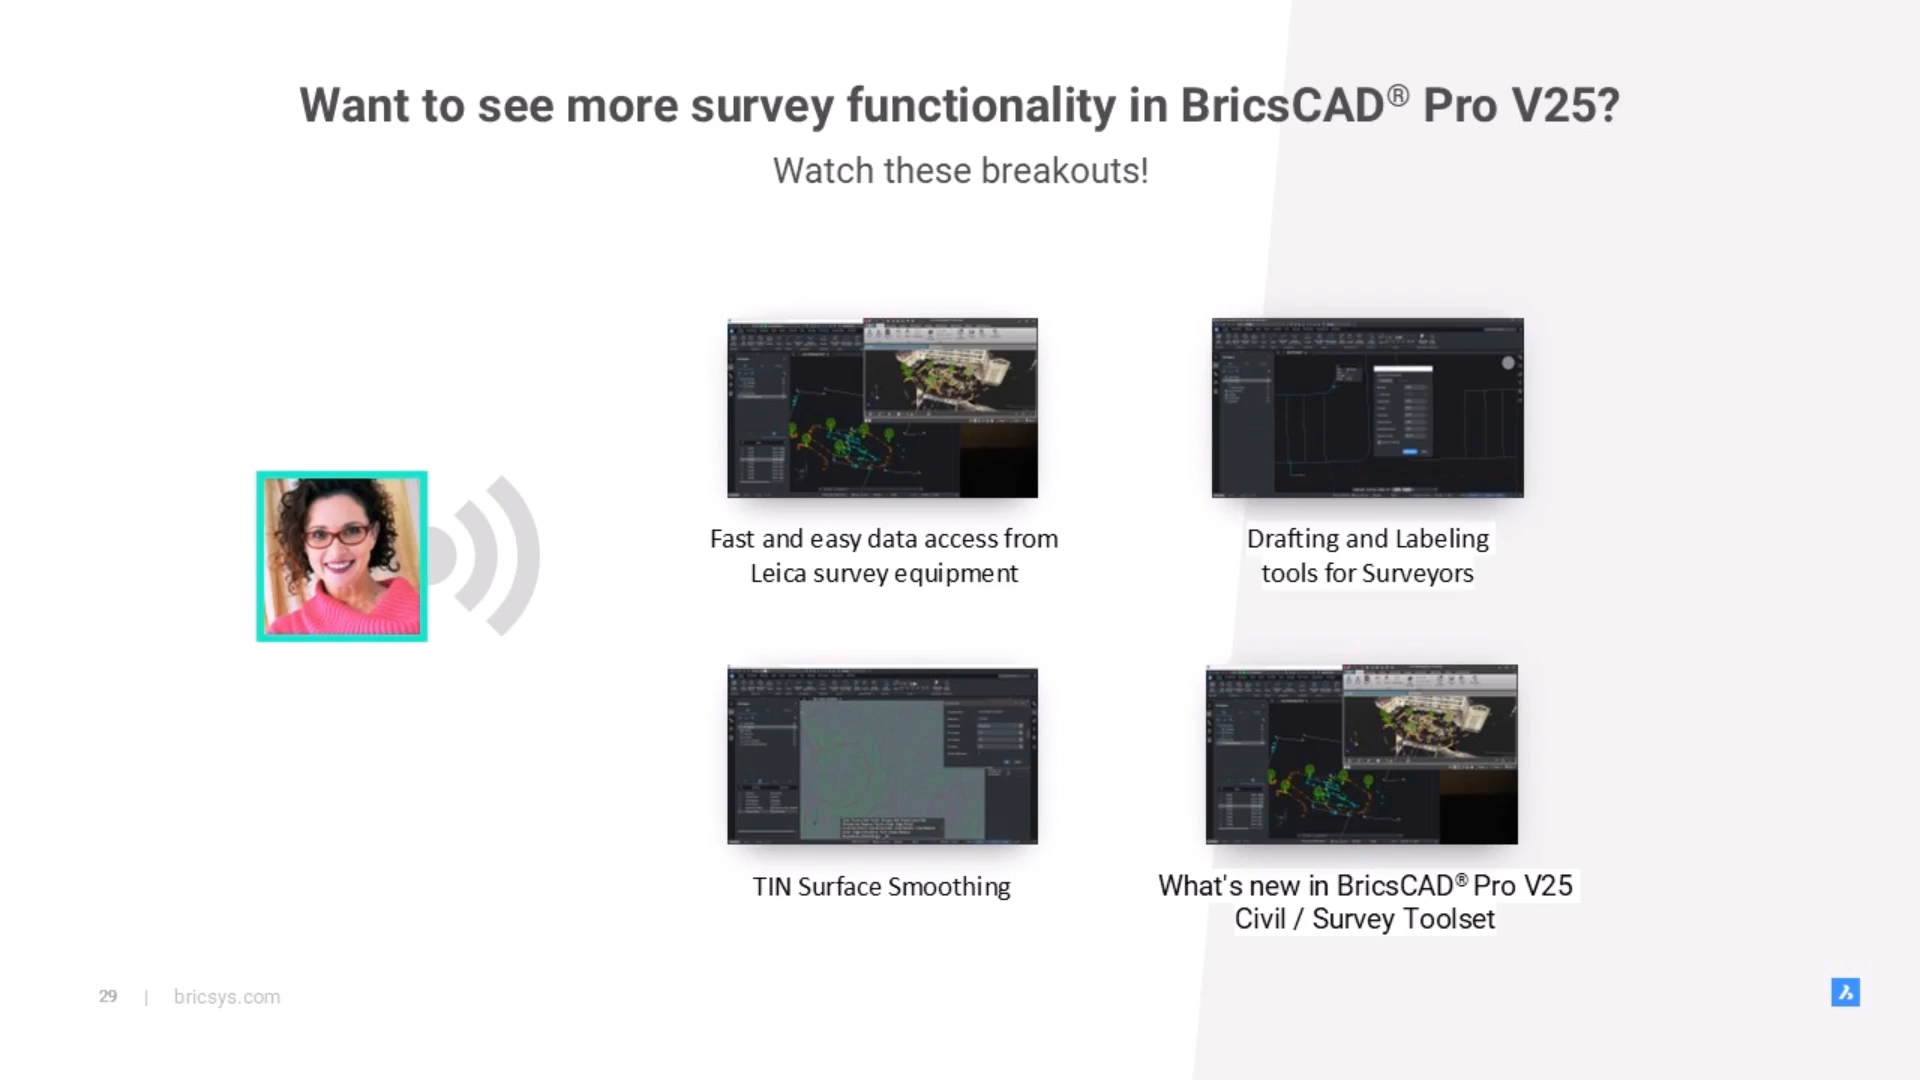 Want to see more survey functionality in BricsCAD® Pro V25?
Watch these breakouts!
Fast and easy data access from
Leica survey equipment
Drafting and Labeling
tools for Surveyors
TIN Surface Smoothing
What's new in BricsCAD® Pro V25
Civil / Survey Toolset
29 | bricsys.com